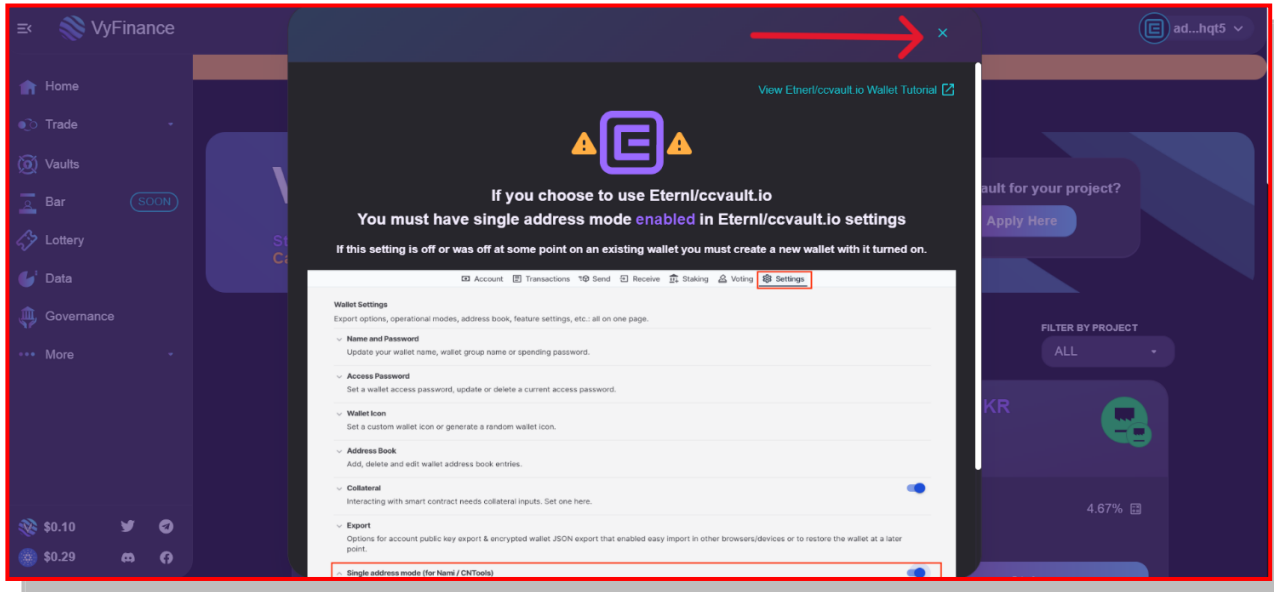 VyFinance
ad...hqt5
Home
Trade
Vaults
Bar
SOON
Lottery
Data
Governance
More
$0.10
$0.29
View Etnerl/ccvault.io Wallet Tutorial
If you choose to use Eternl/ccvault.io
You must have single address mode enabled in Eternl/ccvault.io settings
If this setting is off or was off at some point on an existing wallet you must create a new wallet with it turned on.
Account Transactions Send Receive Staking Voting Settings
Wallet Settings
Export options, operational modes, address book, feature settings, etc.: all on one page.
Name and Password
Update your wallet name, wallet group name or spending password.
Access Password
Set a wallet access password, update or delete a current access password.
Wallet Icon
Set a custom wallet icon or generate a random wallet icon.
Address Book
Add, delete and edit wallet address book entries.
Collateral
Interacting with smart contract needs collateral inputs. Set one here.
Export
Options for account public key export & encrypted wallet JSON export that enabled easy import in other browsers/devices or to restore the wallet at a later
point.
Single address mode (for Nami / CNTools)
ault for your project?
Apply Here
FILTER BY PROJECT
ALL
KR
4.67%